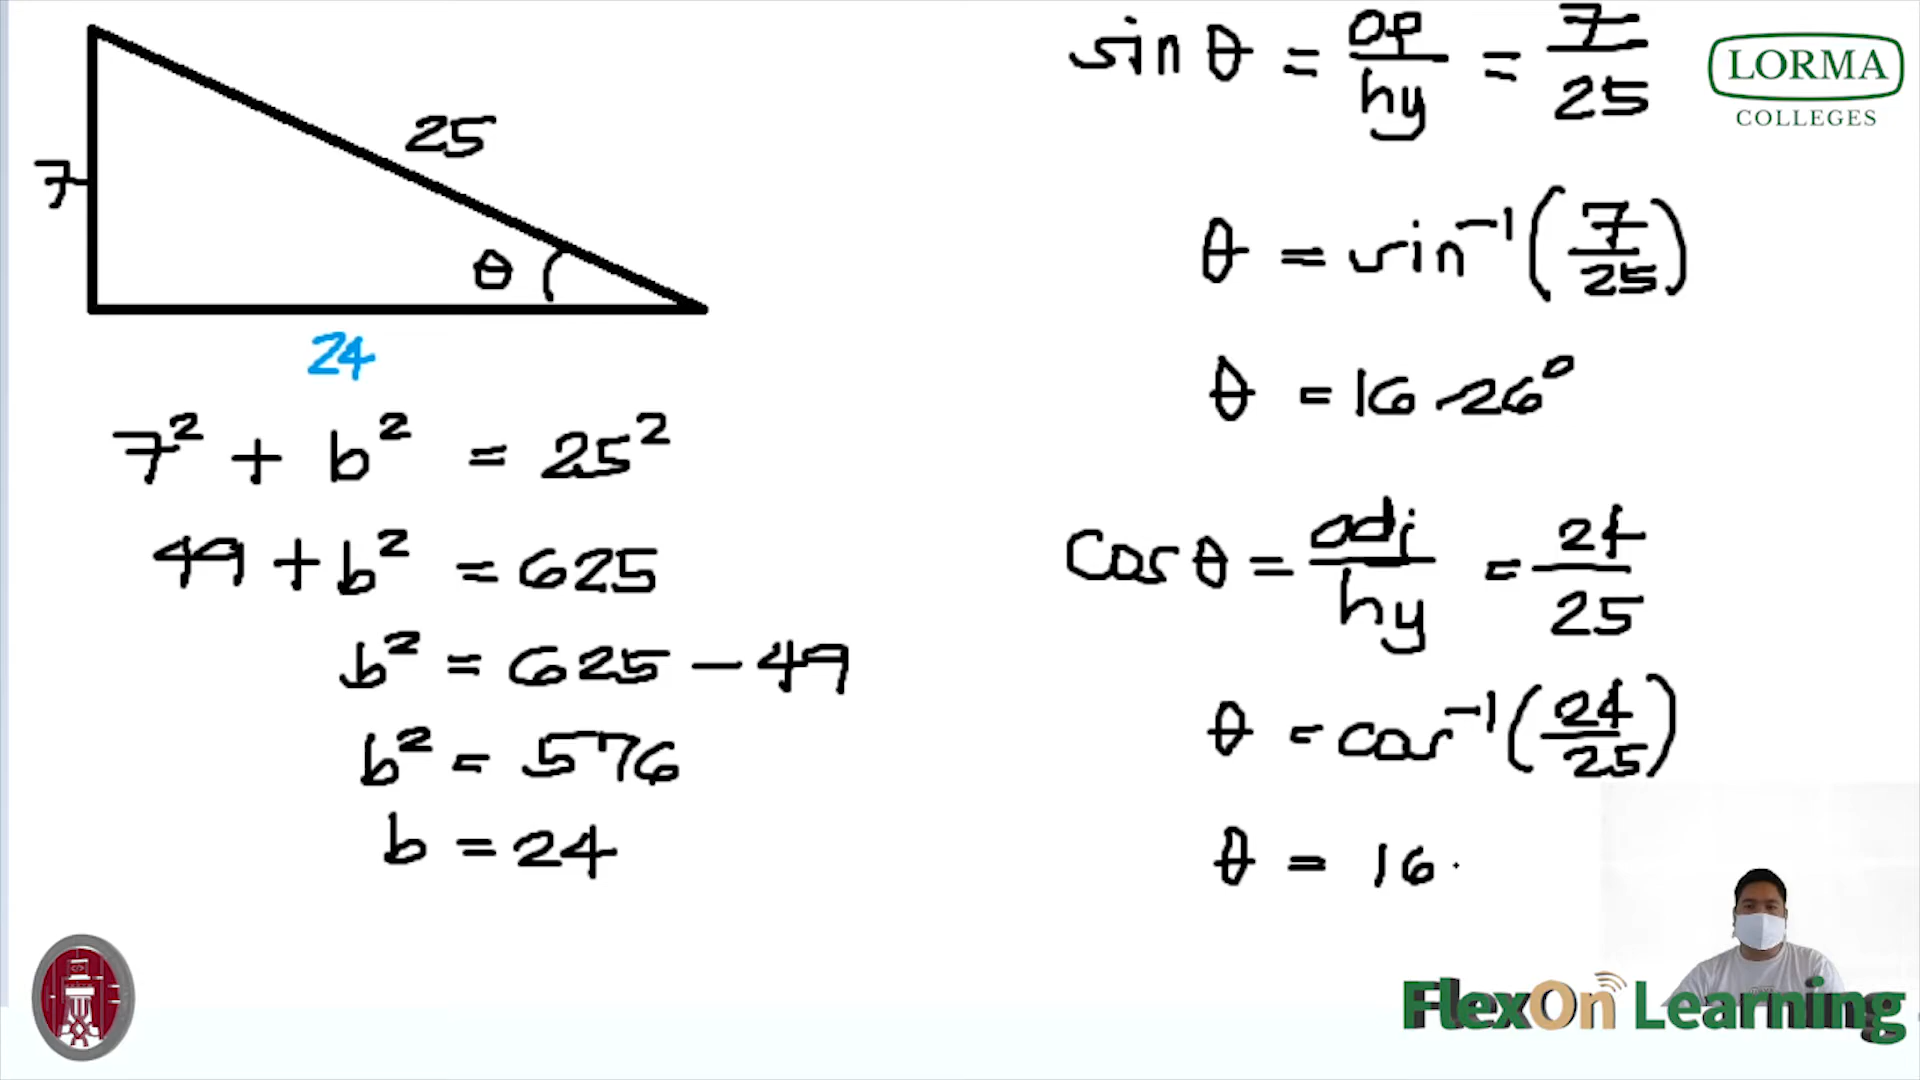 7
25
θ
24
7² + b² = 25²
49 + b² = 625
b² = 625 - 49
b² = 576
b = 24
sin θ = op/hy = 7/25
θ = sin⁻¹(7/25)
θ = 16.26°
cos θ = adj/hy = 24/25
θ = cos⁻¹(24/25)
θ = 16.
LORMA
COLLEGES
FlexOn Learning